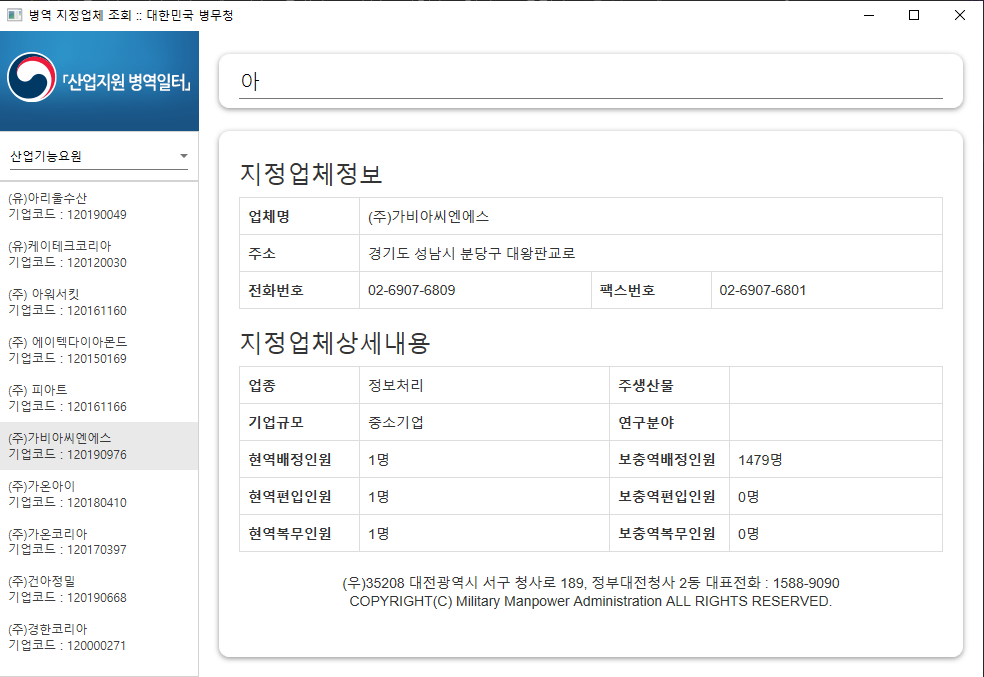 병역 지정업체 조회 :: 대한민국 병무청
「산업지원 병역일터」
산업기능요원
(유)아리울수산
기업코드 : 120190049
(유)케이테크코리아
기업코드 : 120120030
(주) 아워서킷
기업코드 : 120161160
(주) 에이텍다이아몬드
기업코드 : 120150169
(주) 피아트
기업코드 : 120161166
(주)가비아씨엔에스
기업코드 : 120190976
(주)가온아이
기업코드 : 120180410
(주)가온코리아
기업코드 : 120170397
(주)건아정밀
기업코드 : 120190668
(주)경한코리아
기업코드 : 120000271
아
지정업체정보
업체명 (주)가비아씨엔에스
주소 경기도 성남시 분당구 대왕판교로
전화번호 02-6907-6809 팩스번호 02-6907-6801
지정업체상세내용
업종 정보처리 주생산물
기업규모 중소기업 연구분야
현역배정인원 1명 보충역배정인원 1479명
현역편입인원 1명 보충역편입인원 0명
현역복무인원 1명 보충역복무인원 0명
(우)35208 대전광역시 서구 청사로 189, 정부대전청사 2동 대표전화 : 1588-9090
COPYRIGHT(C) Military Manpower Administration ALL RIGHTS RESERVED.